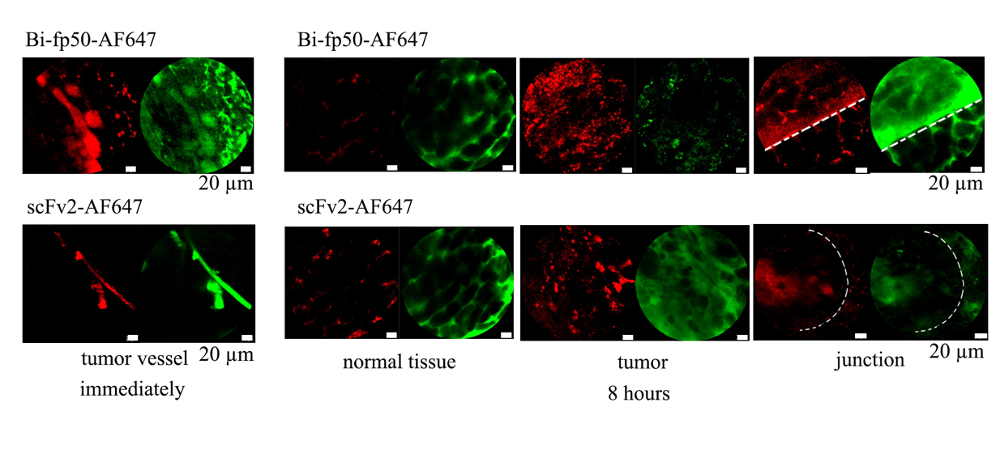 Bi-fp50-AF647
Bi-fp50-AF647
20 µm
20 µm
scFv2-AF647
scFv2-AF647
20 µm
20 µm
tumor vessel
immediately
normal tissue
tumor
8 hours
junction